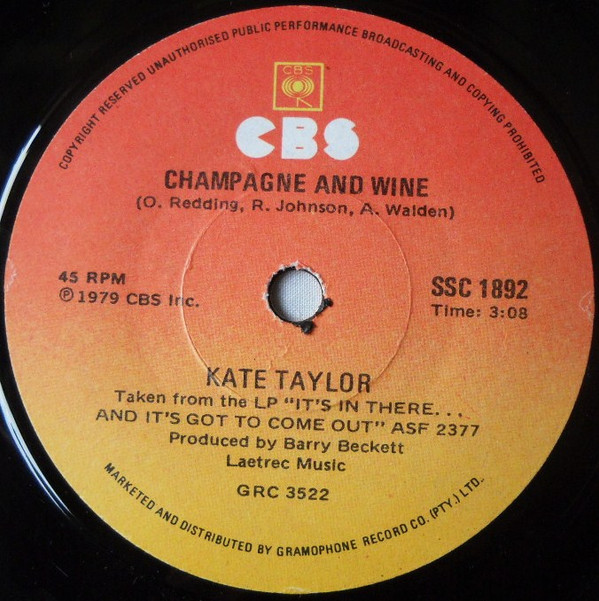 COPYRIGHT RESERVED UNAUTHORISED PUBLIC PERFORMANCE BROADCASTING AND COPYING PROHIBITED
CBS
CBS
CHAMPAGNE AND WINE
(O. Redding, R. Johnson, A. Walden)
45 RPM
℗ 1979 CBS Inc.
SSC 1892
Time: 3:08
KATE TAYLOR
Taken from the LP "IT'S IN THERE...
AND IT'S GOT TO COME OUT" ASF 2377
Produced by Barry Beckett
Laetrec Music
GRC 3522
MARKETED AND DISTRIBUTED BY GRAMOPHONE RECORD CO. (PTY.) LTD.